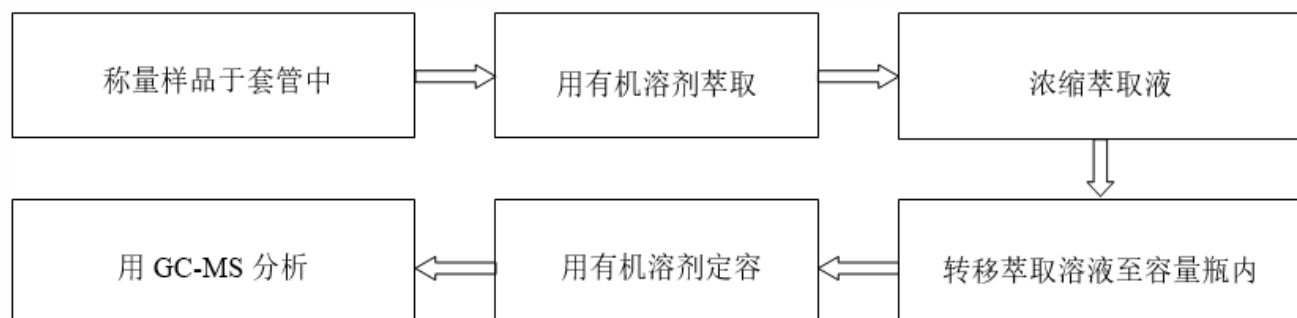 称量样品于套管中
用有机溶剂萃取
浓缩萃取液
转移萃取溶液至容量瓶内
用有机溶剂定容
用 GC-MS 分析